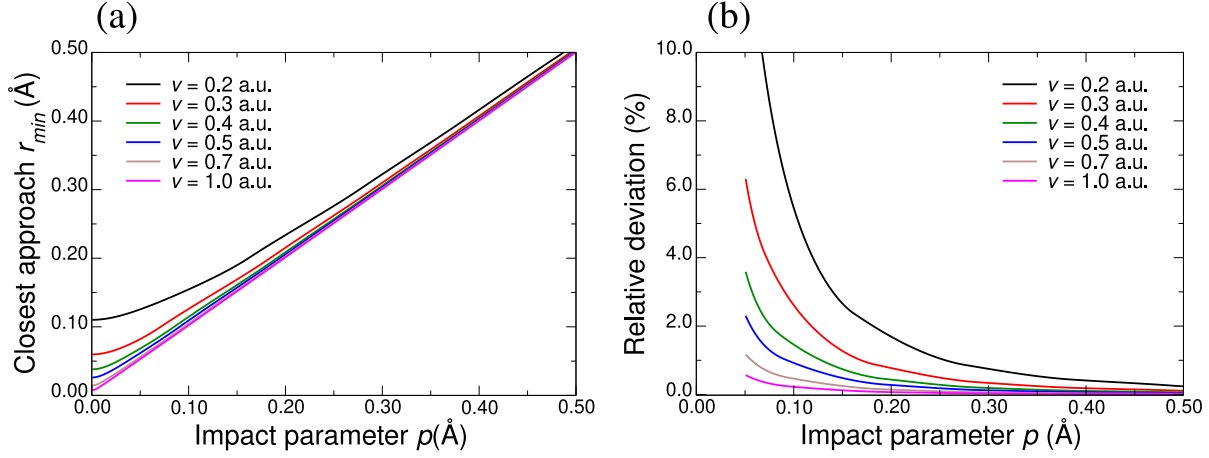 (a)
0.50
0.40
0.30
0.20
0.10
0.00
Closest approach r_min (Å)
v = 0.2 a.u.
v = 0.3 a.u.
v = 0.4 a.u.
v = 0.5 a.u.
v = 0.7 a.u.
v = 1.0 a.u.
0.00 0.10 0.20 0.30 0.40 0.50
Impact parameter p(Å)
(b)
10.0
8.0
6.0
4.0
2.0
0.0
Relative deviation (%)
v = 0.2 a.u.
v = 0.3 a.u.
v = 0.4 a.u.
v = 0.5 a.u.
v = 0.7 a.u.
v = 1.0 a.u.
0.00 0.10 0.20 0.30 0.40 0.50
Impact parameter p (Å)